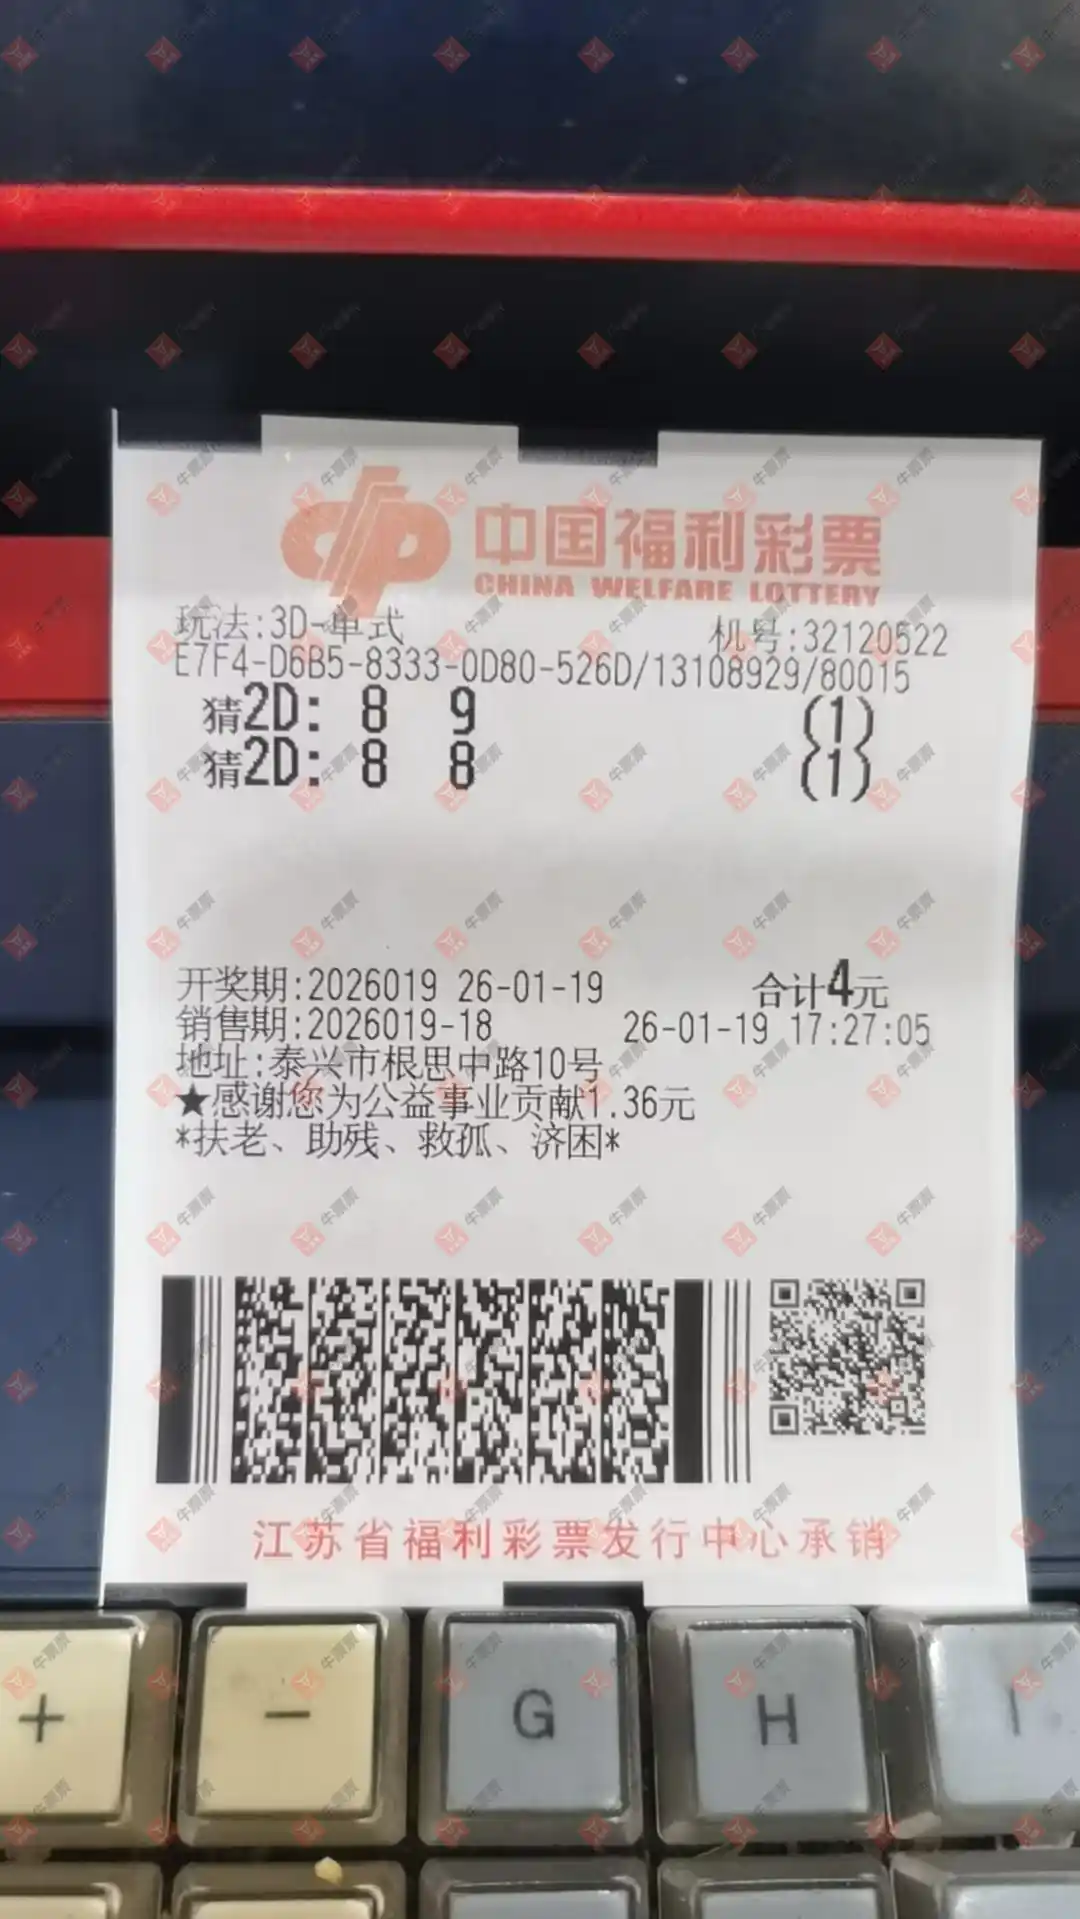 中国福利彩票
CHINA WELFARE LOTTERY
玩法:3D-单式 机号:32120522
E7F4-D6B5-8333-0D80-526D/13108929/80015
猜2D: 8 9 (1)
猜2D: 8 8 (1)
开奖期:2026019 26-01-19 合计4元
销售期:2026019-18 26-01-19 17:27:05
地址:泰兴市根思中路10号
★感谢您为公益事业贡献1.36元
*扶老、助残、救孤、济困*
江苏省福利彩票发行中心承销
+ - G H I
牛票票